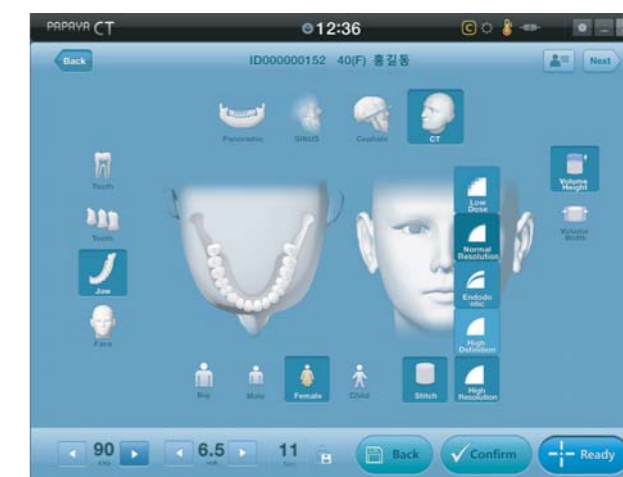 PAPAYA CT
12:36
C
Back
ID000000152 40(F) 홍길동
Next
Panoramic
SINUS
Cephalo
CT
Tooth
Teeth
Jaw
Face
Low
Dose
Normal
Resolution
Endodo
ntic
High
Definition
High
Resolution
Volume
Height
Volume
Width
Big
Male
Female
Child
Stitch
90
6.5
11
Back
Confirm
Ready